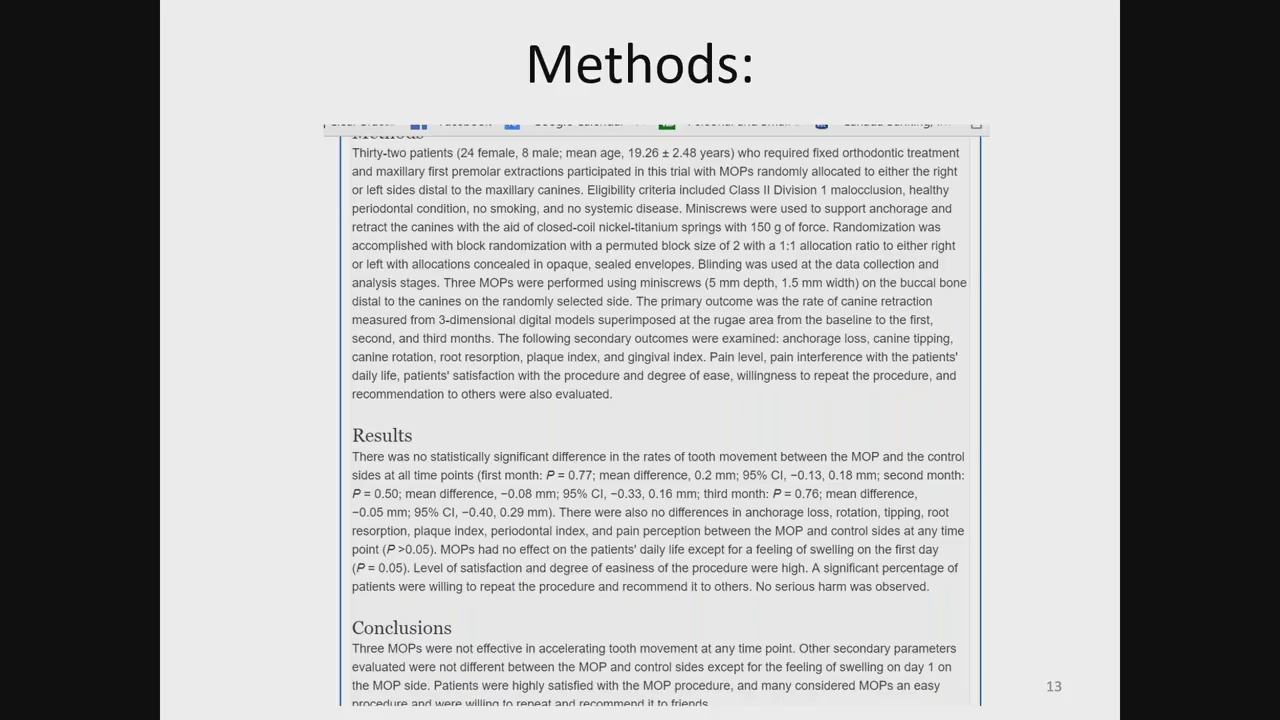 Methods:
Methods
Thirty-two patients (24 female, 8 male; mean age, 19.26 ± 2.48 years) who required fixed orthodontic treatment
and maxillary first premolar extractions participated in this trial with MOPs randomly allocated to either the right
or left sides distal to the maxillary canines. Eligibility criteria included Class II Division 1 malocclusion, healthy
periodontal condition, no smoking, and no systemic disease. Miniscrews were used to support anchorage and
retract the canines with the aid of closed-coil nickel-titanium springs with 150 g of force. Randomization was
accomplished with block randomization with a permuted block size of 2 with a 1:1 allocation ratio to either right
or left with allocations concealed in opaque, sealed envelopes. Blinding was used at the data collection and
analysis stages. Three MOPs were performed using miniscrews (5 mm depth, 1.5 mm width) on the buccal bone
distal to the canines on the randomly selected side. The primary outcome was the rate of canine retraction
measured from 3-dimensional digital models superimposed at the rugae area from the baseline to the first,
second, and third months. The following secondary outcomes were examined: anchorage loss, canine tipping,
canine rotation, root resorption, plaque index, and gingival index. Pain level, pain interference with the patients'
daily life, patients' satisfaction with the procedure and degree of ease, willingness to repeat the procedure, and
recommendation to others were also evaluated.
Results
There was no statistically significant difference in the rates of tooth movement between the MOP and the control
sides at all time points (first month: P = 0.77; mean difference, 0.2 mm; 95% CI, −0.13, 0.18 mm; second month:
P = 0.50; mean difference, −0.08 mm; 95% CI, −0.33, 0.16 mm; third month: P = 0.76; mean difference,
−0.05 mm; 95% CI, −0.40, 0.29 mm). There were also no differences in anchorage loss, rotation, tipping, root
resorption, plaque index, periodontal index, and pain perception between the MOP and control sides at any time
point (P >0.05). MOPs had no effect on the patients' daily life except for a feeling of swelling on the first day
(P = 0.05). Level of satisfaction and degree of easiness of the procedure were high. A significant percentage of
patients were willing to repeat the procedure and recommend it to others. No serious harm was observed.
Conclusions
Three MOPs were not effective in accelerating tooth movement at any time point. Other secondary parameters
evaluated were not different between the MOP and control sides except for the feeling of swelling on day 1 on
the MOP side. Patients were highly satisfied with the MOP procedure, and many considered MOPs an easy
procedure and were willing to repeat and recommend it to friends.
13